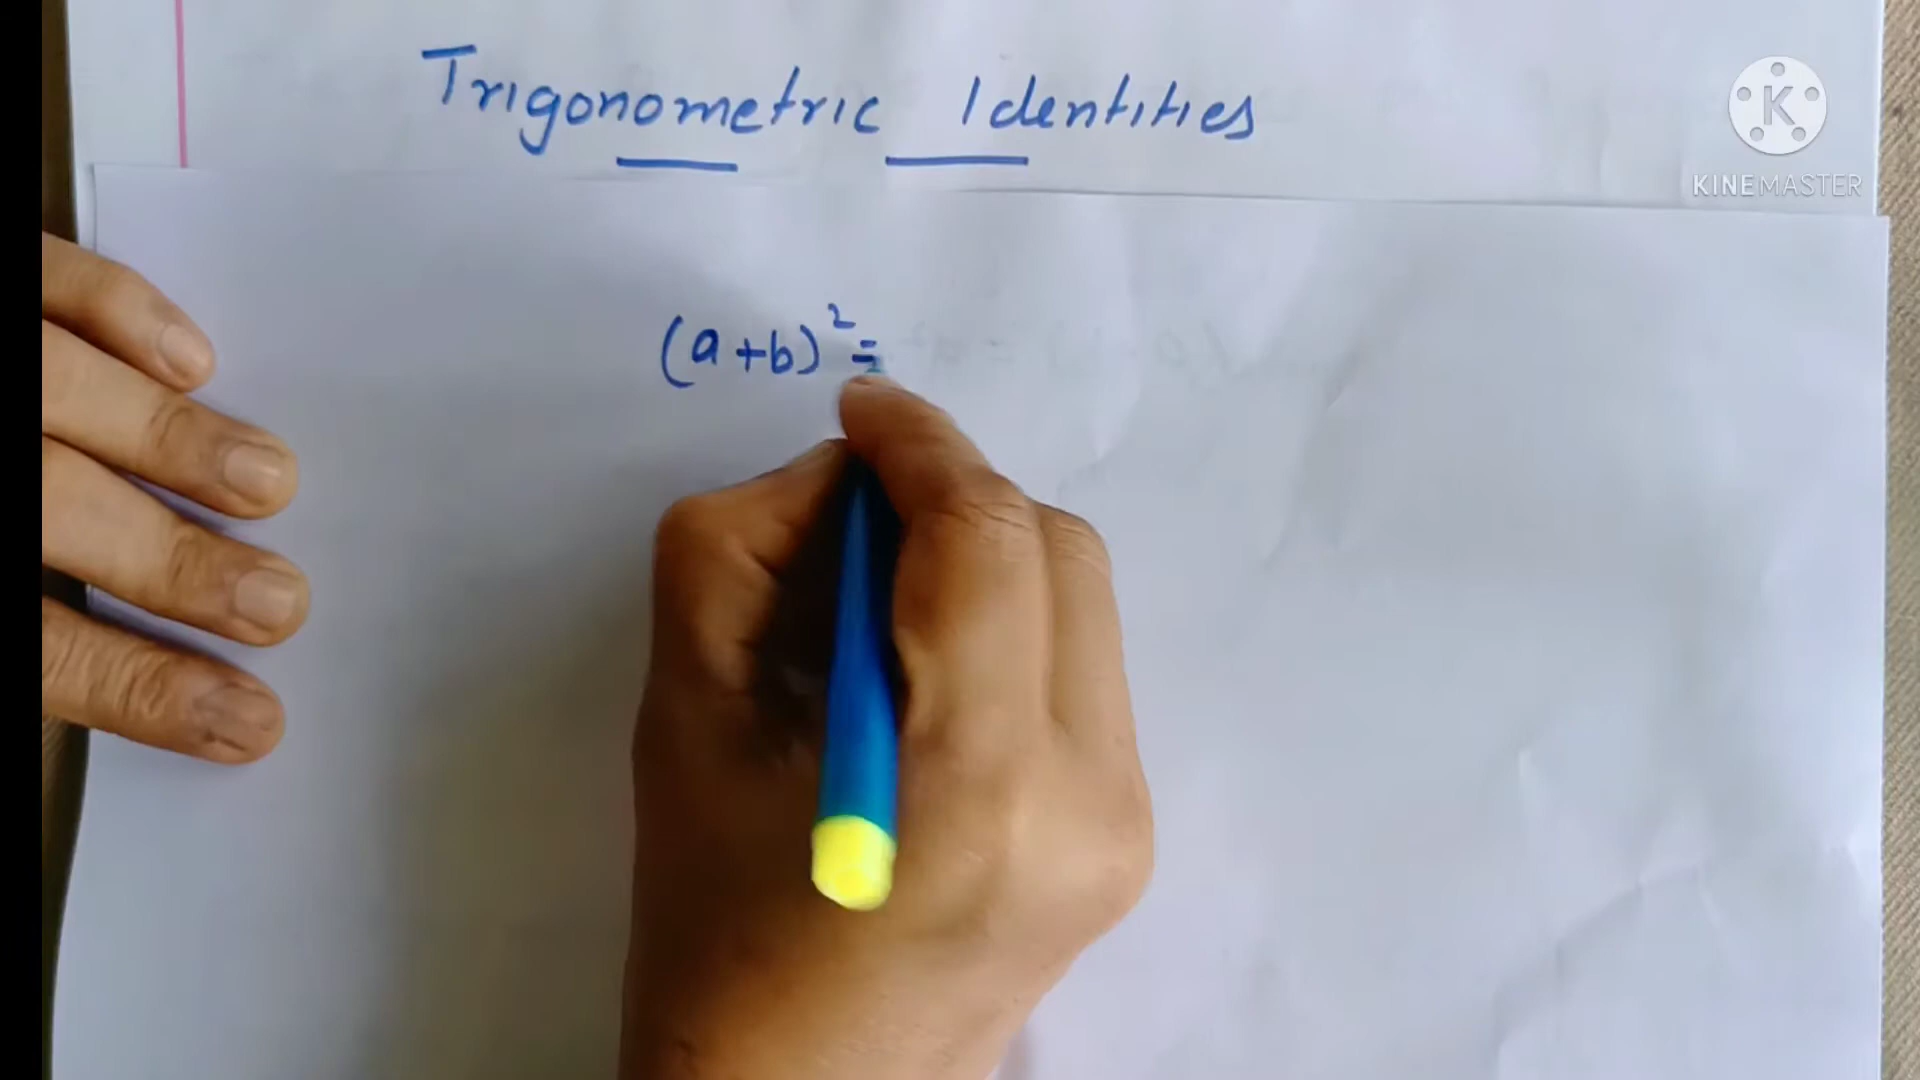 Trigonometric Identities
KINEMASTER
(a+b)² =